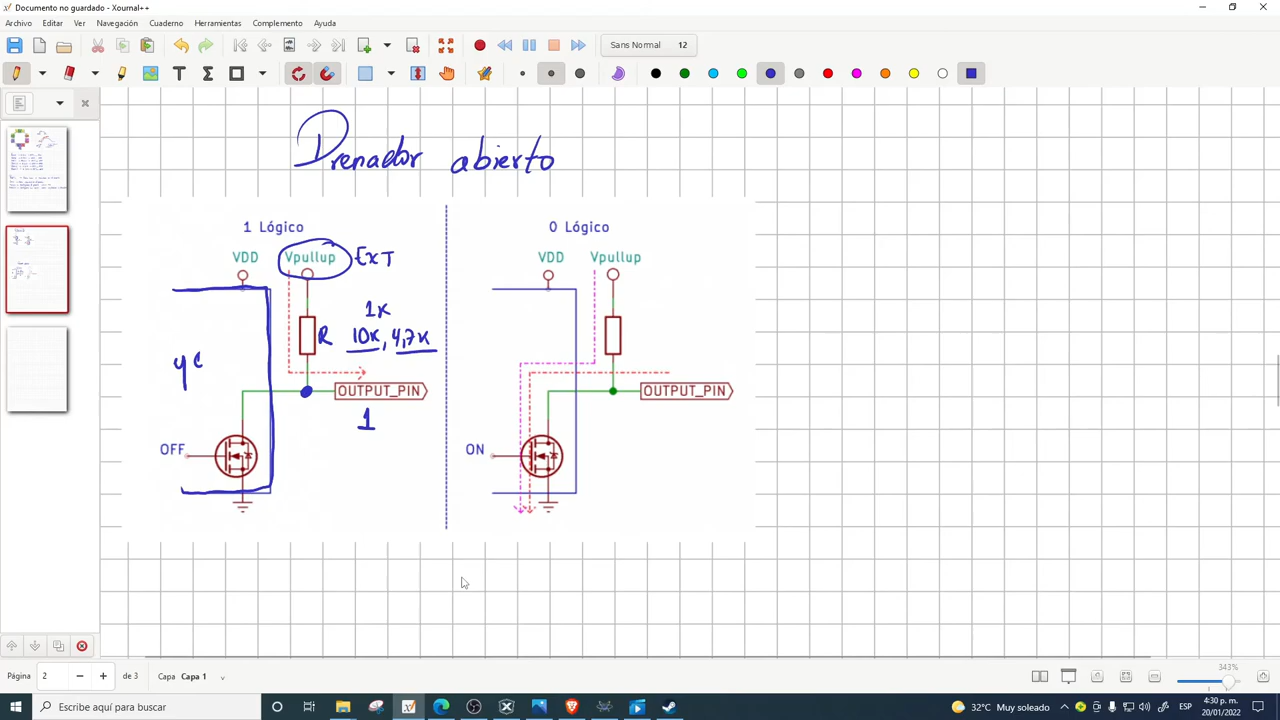 Documento no guardado - Xournal++
Archivo Editar Ver Navegación Cuaderno Herramientas Complemento Ayuda
Sans Normal 12
Drenador abierto
1 Lógico
0 Lógico
VDD Vpullup EXT
VDD Vpullup
1K
R 10K, 4,7K
μC
OUTPUT_PIN
OUTPUT_PIN
1
OFF
ON
Página 2 de 3 Capa Capa 1
343%
Escribe aquí para buscar
32°C Muy soleado
ESP
4:30 p. m.
20/01/2022